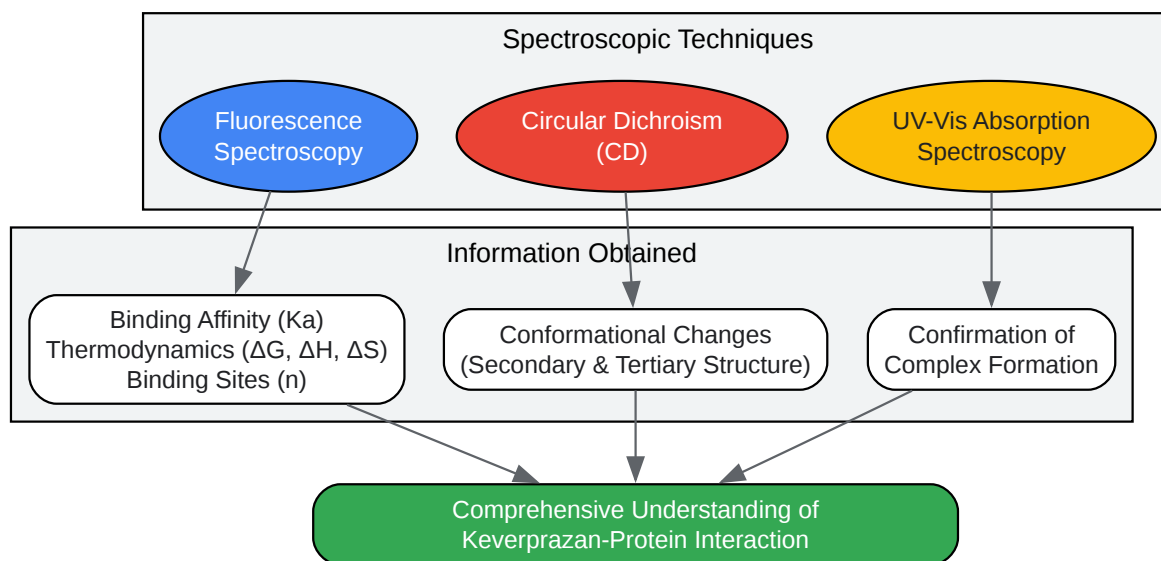 Spectroscopic Techniques
Fluorescence
Spectroscopy
Circular Dichroism
(CD)
UV-Vis Absorption
Spectroscopy
Information Obtained
Binding Affinity (Ka)
Thermodynamics (ΔG, ΔH, ΔS)
Binding Sites (n)
Conformational Changes
(Secondary & Tertiary Structure)
Confirmation of
Complex Formation
Comprehensive Understanding of
Keverprazan-Protein Interaction